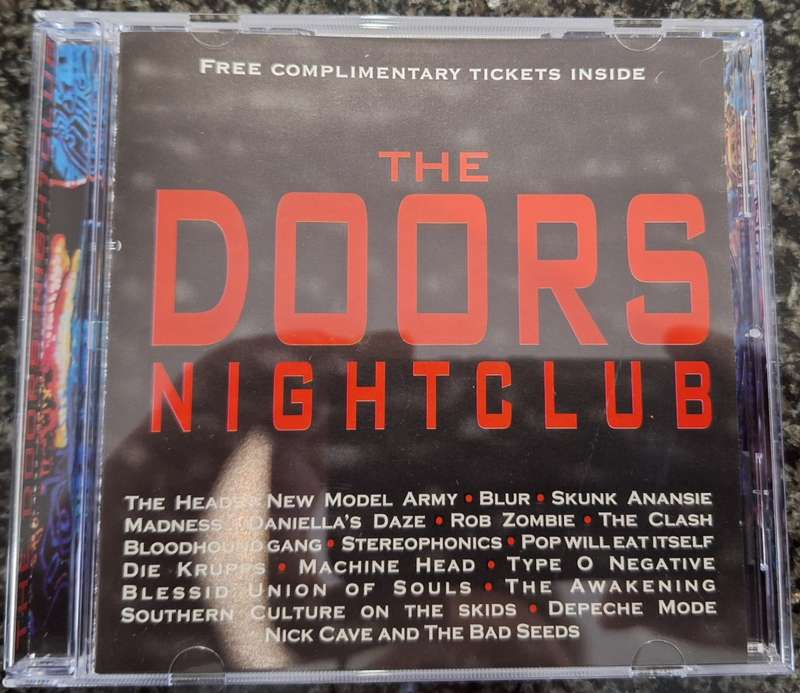 FREE COMPLIMENTARY TICKETS INSIDE
THE
DOORS
NIGHTCLUB
THE HEADS NEW MODEL ARMY • BLUR • SKUNK ANANSIE
MADNESS • DANIELLA'S DAZE • ROB ZOMBIE • THE CLASH
BLOODHOUND GANG • STEREOPHONICS • POP WILL EAT ITSELF
DIE KRUPPS • MACHINE HEAD • TYPE O NEGATIVE
BLESSID UNION OF SOULS • THE AWAKENING
SOUTHERN CULTURE ON THE SKIDS • DEPECHE MODE
NICK CAVE AND THE BAD SEEDS